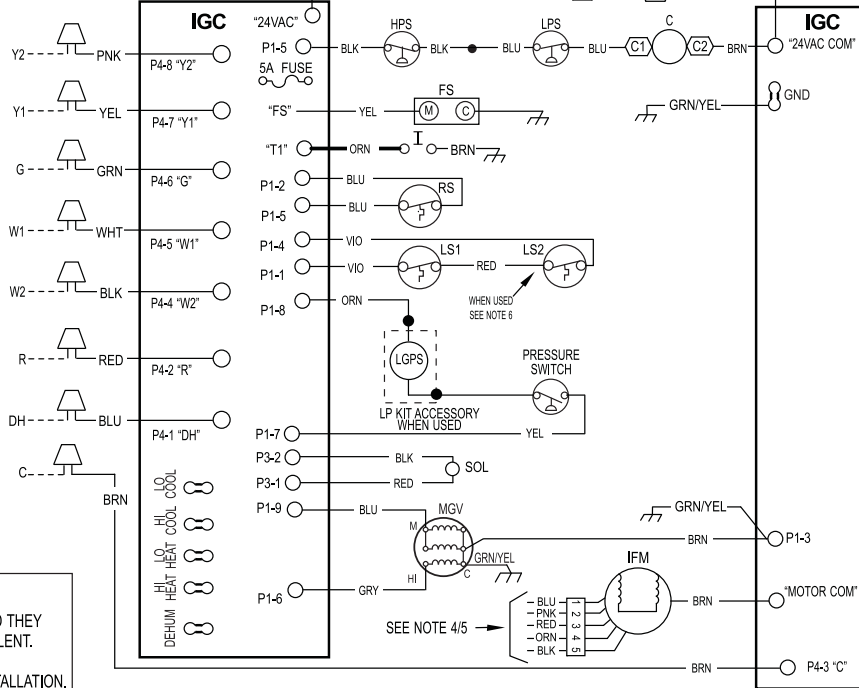 IGC
"24VAC"
P1-5
BLK
HPS
BLK
BLU
LPS
BLU
C1
C
C2
BRN
IGC
"24VAC COM"
5A FUSE
Y2
PNK
P4-8 "Y2"
GRN/YEL
GND
"FS"
YEL
FS
M
C
Y1
YEL
P4-7 "Y1"
"T1"
ORN
BRN
G
GRN
P4-6 "G"
P1-2
BLU
RS
P1-5
BLU
W1
WHT
P4-5 "W1"
P1-4
VIO
P1-1
VIO
LS1
RED
LS2
WHEN USED
SEE NOTE 6
W2
BLK
P4-4 "W2"
P1-8
ORN
LGPS
PRESSURE
SWITCH
LP KIT ACCESSORY
WHEN USED
R
RED
P4-2 "R"
DH
BLU
P4-1 "DH"
P1-7
YEL
C
BRN
P3-2
BLK
SOL
P3-1
RED
LO
COOL
HI
COOL
LO
HEAT
HI
HEAT
DEHUM
P1-9
BLU
MGV
M
HI
C
GRN/YEL
P1-6
GRY
GRN/YEL
BRN
P1-3
IFM
SEE NOTE 4/5
BLU
1
PNK
2
RED
3
ORN
4
BLK
5
BRN
"MOTOR COM"
BRN
P4-3 "C"
THEY
LENT.
TALLATION.